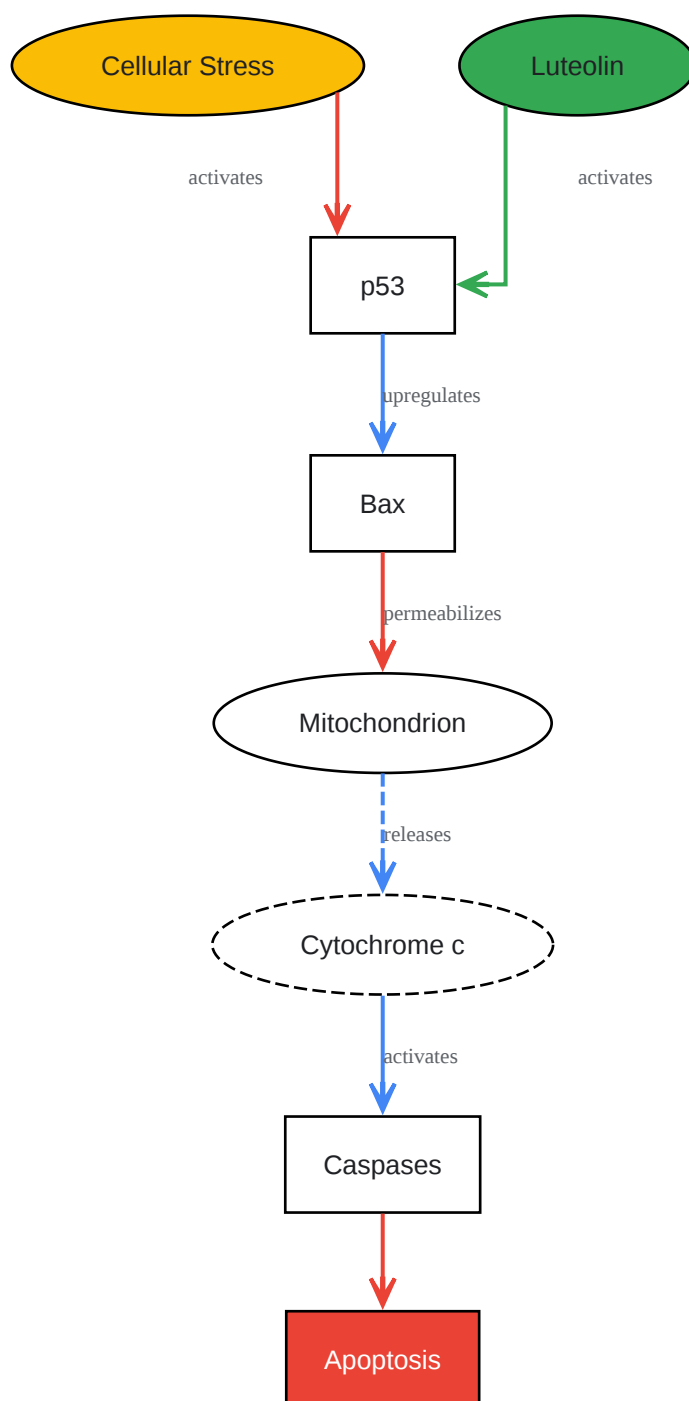 Cellular Stress
Luteolin
activates
activates
p53
upregulates
Bax
permeabilizes
Mitochondrion
releases
Cytochrome c
activates
Caspases
Apoptosis